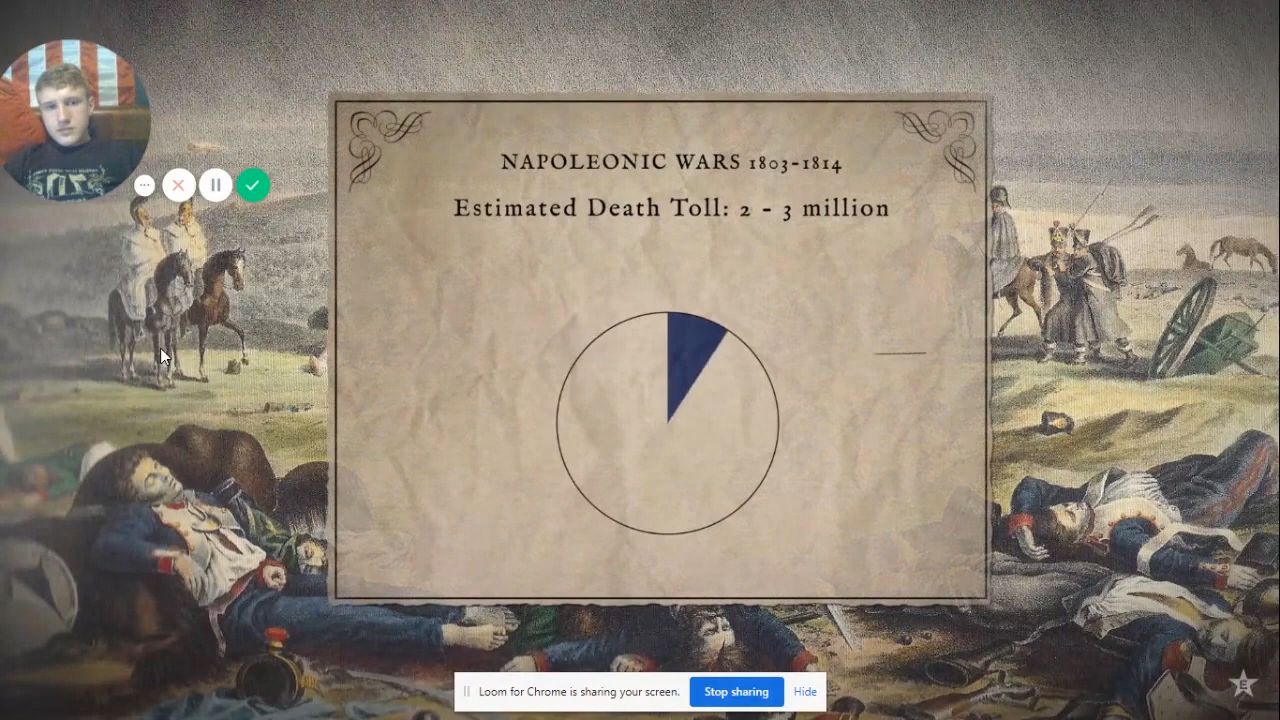 NAPOLEONIC WARS 1803-1814
Estimated Death Toll: 2 - 3 million
Loom for Chrome is sharing your screen. Stop sharing Hide